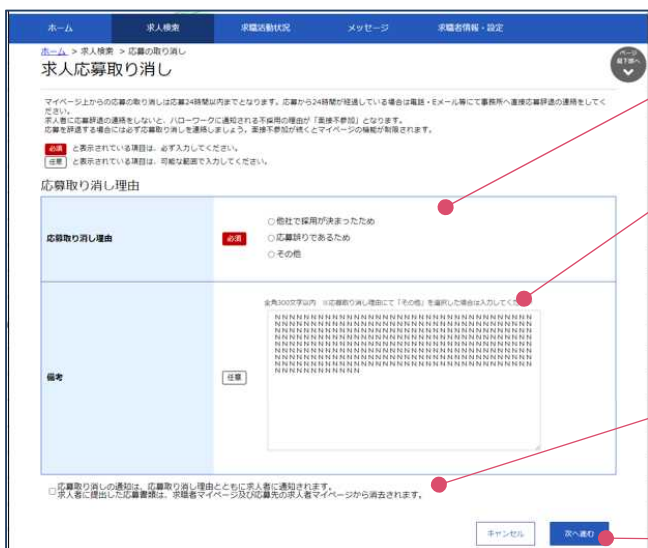 ホーム 求人検索 求職活動状況 メッセージ 求職者情報・設定
ホーム > 求人検索 > 応募の取り消し
求人応募取り消し
ページ
最下部へ
マイページ上からの応募の取り消しは応募24時間以内までとなります。応募から24時間が経過している場合は電話・Eメール等にて事務所へ直接応募辞退の連絡をしてく
ださい。
求人者に応募辞退の連絡をしないと、ハローワークに通知される不採用の理由が「面接不参加」となります。
応募を辞退する場合には必ず応募取り消しを連絡しましょう。面接不参加が続くとマイページの機能が制限されます。
必須 と表示されている項目は、必ず入力してください。
任意 と表示されている項目は、可能な範囲で入力してください。
応募取り消し理由
応募取り消し理由 必須
他社で採用が決まったため
応募誤りであるため
その他
全角300文字以内 ※応募取り消し理由にて「その他」を選択した場合は入力してくだ
NNNNNNNNNNNNNNNNNNNNNNNNNNNNNNNNNNNN
NNNNNNNNNNNNNNNNNNNNNNNNNNNNNNNNNNNN
NNNNNNNNNNNNNNNNNNNNNNNNNNNNNNNNNNNN
NNNNNNNNNNNNNNNNNNNNNNNNNNNNNNNNNNNN
NNNNNNNNNNNNNNNNNNNNNNNNNNNNNNNNNNNN
NNNNNNNNNNNNNNNNNNNNNNNNNNNNNNNNNNNN
NNNNNNNNNNNNNNNNNNNNNNNNNNNNNNNNNNNN
NNNNNNNNNNNNNNNNNNNNNNNNNNNNNNNNNNNN
NNNNNNNNNNNN
備考 任意
応募取り消しの通知は、応募取り消し理由とともに求人者に通知されます。
求人者に提出した応募書類は、求職者マイページ及び応募先の求人者マイページから消去されます。
キャンセル 次へ進む